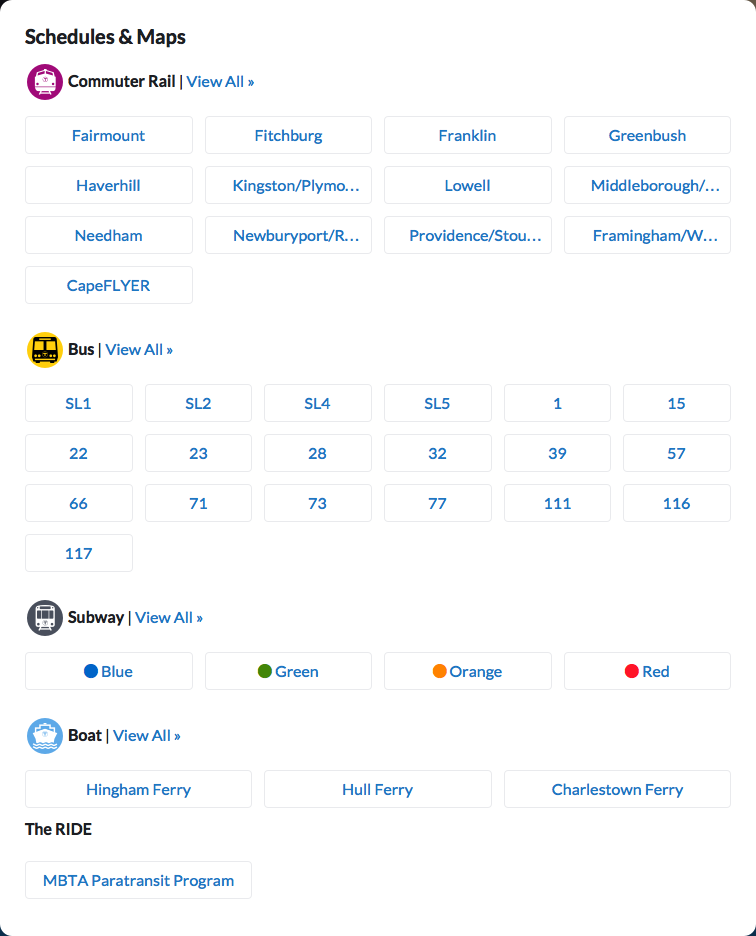 Schedules & Maps
Commuter Rail | View All »
Fairmount Fitchburg Franklin Greenbush
Haverhill Kingston/Plymo... Lowell Middleborough/...
Needham Newburyport/R... Providence/Stou... Framingham/W...
CapeFLYER
Bus | View All »
SL1 SL2 SL4 SL5 1 15
22 23 28 32 39 57
66 71 73 77 111 116
117
Subway | View All »
Blue Green Orange Red
Boat | View All »
Hingham Ferry Hull Ferry Charlestown Ferry
The RIDE
MBTA Paratransit Program